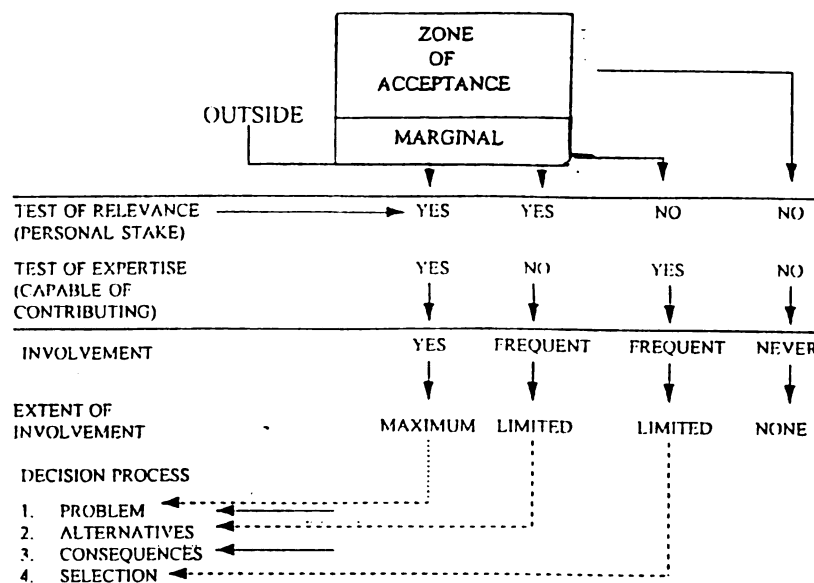 ZONE
OF
ACCEPTANCE
OUTSIDE
MARGINAL
TEST OF RELEVANCE YES YES NO NO
(PERSONAL STAKE)
TEST OF EXPERTISE YES NO YES NO
(CAPABLE OF
CONTRIBUTING)
INVOLVEMENT YES FREQUENT FREQUENT NEVER
EXTENT OF
INVOLVEMENT MAXIMUM LIMITED LIMITED NONE
DECISION PROCESS
1. PROBLEM
2. ALTERNATIVES
3. CONSEQUENCES
4. SELECTION